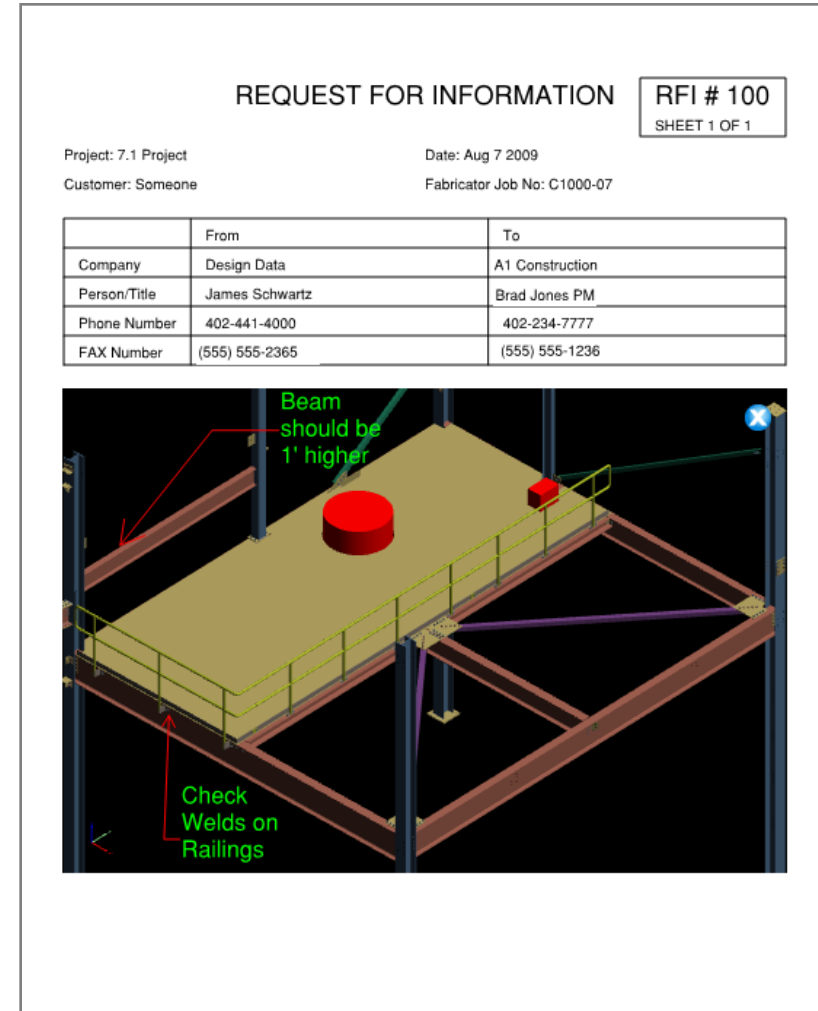 REQUEST FOR INFORMATION
RFI # 100
SHEET 1 OF 1
Project: 7.1 Project
Date: Aug 7 2009
Customer: Someone
Fabricator Job No: C1000-07
From To
Company Design Data A1 Construction
Person/Title James Schwartz Brad Jones PM
Phone Number 402-441-4000 402-234-7777
FAX Number (555) 555-2365 (555) 555-1236
Beam
should be
1' higher
Check
Welds on
Railings